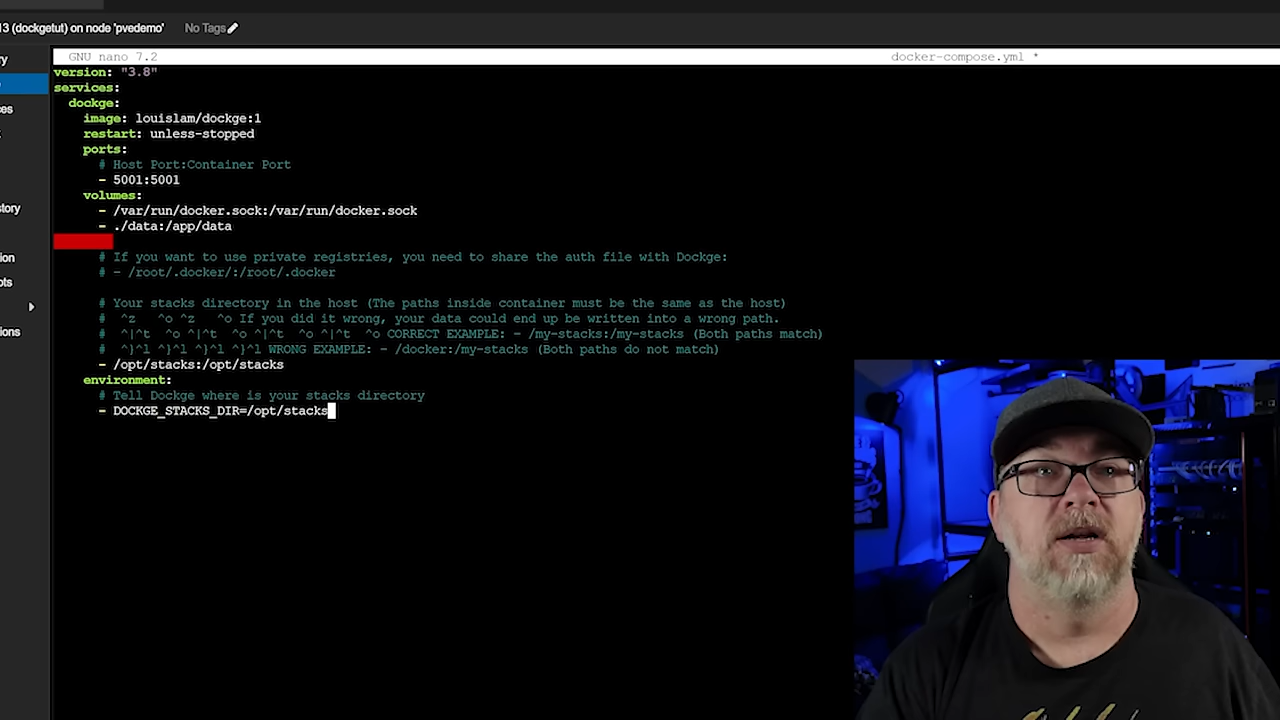 13 (dockgetut) on node 'pvedemo' No Tags
GNU nano 7.2 docker-compose.yml *
version: "3.8"
services:
dockge:
image: louislam/dockge:1
restart: unless-stopped
ports:
# Host Port:Container Port
- 5001:5001
volumes:
- /var/run/docker.sock:/var/run/docker.sock
- ./data:/app/data
# If you want to use private registries, you need to share the auth file with Dockge:
# - /root/.docker/:/root/.docker
# Your stacks directory in the host (The paths inside container must be the same as the host)
# ^z ^o ^z ^o If you did it wrong, your data could end up be written into a wrong path.
# ^|^t ^o ^|^t ^o ^|^t ^o ^|^t ^o CORRECT EXAMPLE: - /my-stacks:/my-stacks (Both paths match)
# ^}^l ^}^l ^}^l ^}^l WRONG EXAMPLE: - /docker:/my-stacks (Both paths do not match)
- /opt/stacks:/opt/stacks
environment:
# Tell Dockge where is your stacks directory
- DOCKGE_STACKS_DIR=/opt/stacks